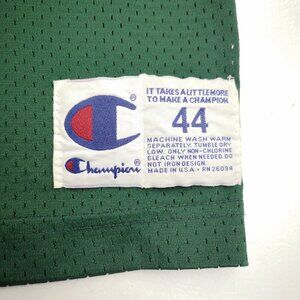 IT TAKES A LITTLE MORE
TO MAKE A CHAMPION
44
MACHINE WASH WARM
SEPARATELY. TUMBLE DRY
LOW. ONLY NON-CHLORINE
BLEACH WHEN NEEDED. DO
NOT IRON DESIGN.
MADE IN U.S.A. • RN 26094
Champion